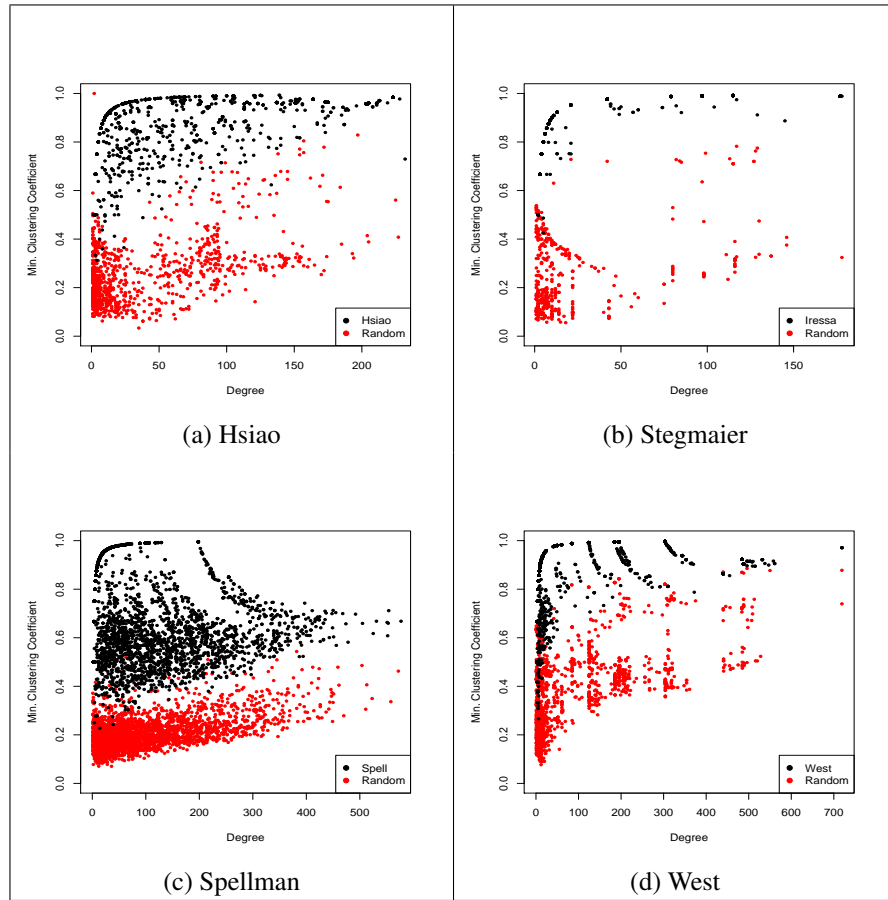 1.0
0.8
0.6
0.4
0.2
0.0
Min. Clustering Coefficient
Hsiao
Random
0 50 100 150 200
Degree
(a) Hsiao
1.0
0.8
0.6
0.4
0.2
0.0
Min. Clustering Coefficient
Iressa
Random
0 50 100 150
Degree
(b) Stegmaier
1.0
0.8
0.6
0.4
0.2
0.0
Min. Clustering Coefficient
Spell
Random
0 100 200 300 400 500
Degree
(c) Spellman
1.0
0.8
0.6
0.4
0.2
0.0
Min. Clustering Coefficient
West
Random
0 100 200 300 400 500 600 700
Degree
(d) West